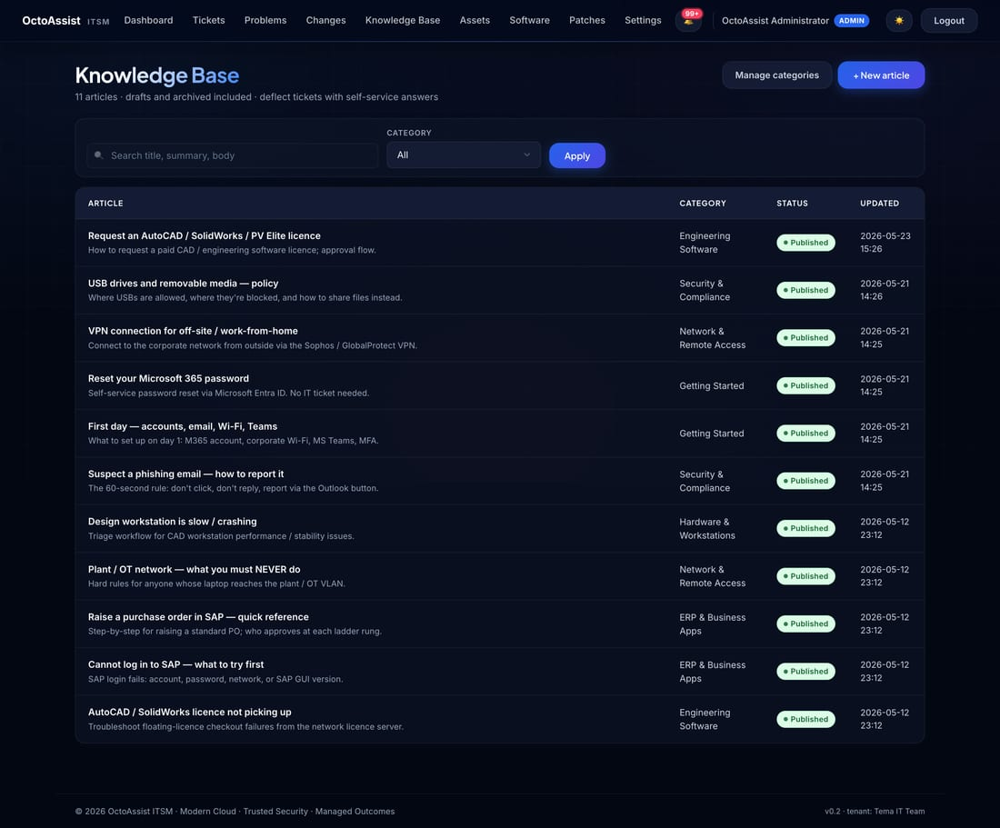 OctoAssist ITSM Dashboard Tickets Problems Changes Knowledge Base Assets Software Patches Settings 99+ OctoAssist Administrator ADMIN Logout
Knowledge Base
11 articles · drafts and archived included · deflect tickets with self-service answers
Manage categories
+ New article
CATEGORY
Search title, summary, body
All
Apply
ARTICLE CATEGORY STATUS UPDATED
Request an AutoCAD / SolidWorks / PV Elite licence
How to request a paid CAD / engineering software licence; approval flow.
Engineering
Software
Published
2026-05-23
15:26
USB drives and removable media — policy
Where USBs are allowed, where they're blocked, and how to share files instead.
Security &
Compliance
Published
2026-05-21
14:26
VPN connection for off-site / work-from-home
Connect to the corporate network from outside via the Sophos / GlobalProtect VPN.
Network &
Remote Access
Published
2026-05-21
14:25
Reset your Microsoft 365 password
Self-service password reset via Microsoft Entra ID. No IT ticket needed.
Getting Started
Published
2026-05-21
14:25
First day — accounts, email, Wi-Fi, Teams
What to set up on day 1: M365 account, corporate Wi-Fi, MS Teams, MFA.
Getting Started
Published
2026-05-21
14:25
Suspect a phishing email — how to report it
The 60-second rule: don't click, don't reply, report via the Outlook button.
Security &
Compliance
Published
2026-05-21
14:25
Design workstation is slow / crashing
Triage workflow for CAD workstation performance / stability issues.
Hardware &
Workstations
Published
2026-05-12
23:12
Plant / OT network — what you must NEVER do
Hard rules for anyone whose laptop reaches the plant / OT VLAN.
Network &
Remote Access
Published
2026-05-12
23:12
Raise a purchase order in SAP — quick reference
Step-by-step for raising a standard PO; who approves at each ladder rung.
ERP & Business
Apps
Published
2026-05-12
23:12
Cannot log in to SAP — what to try first
SAP login fails: account, password, network, or SAP GUI version.
ERP & Business
Apps
Published
2026-05-12
23:12
AutoCAD / SolidWorks licence not picking up
Troubleshoot floating-licence checkout failures from the network licence server.
Engineering
Software
Published
2026-05-12
23:12
© 2026 OctoAssist ITSM · Modern Cloud · Trusted Security · Managed Outcomes
v0.2 · tenant: Tema IT Team